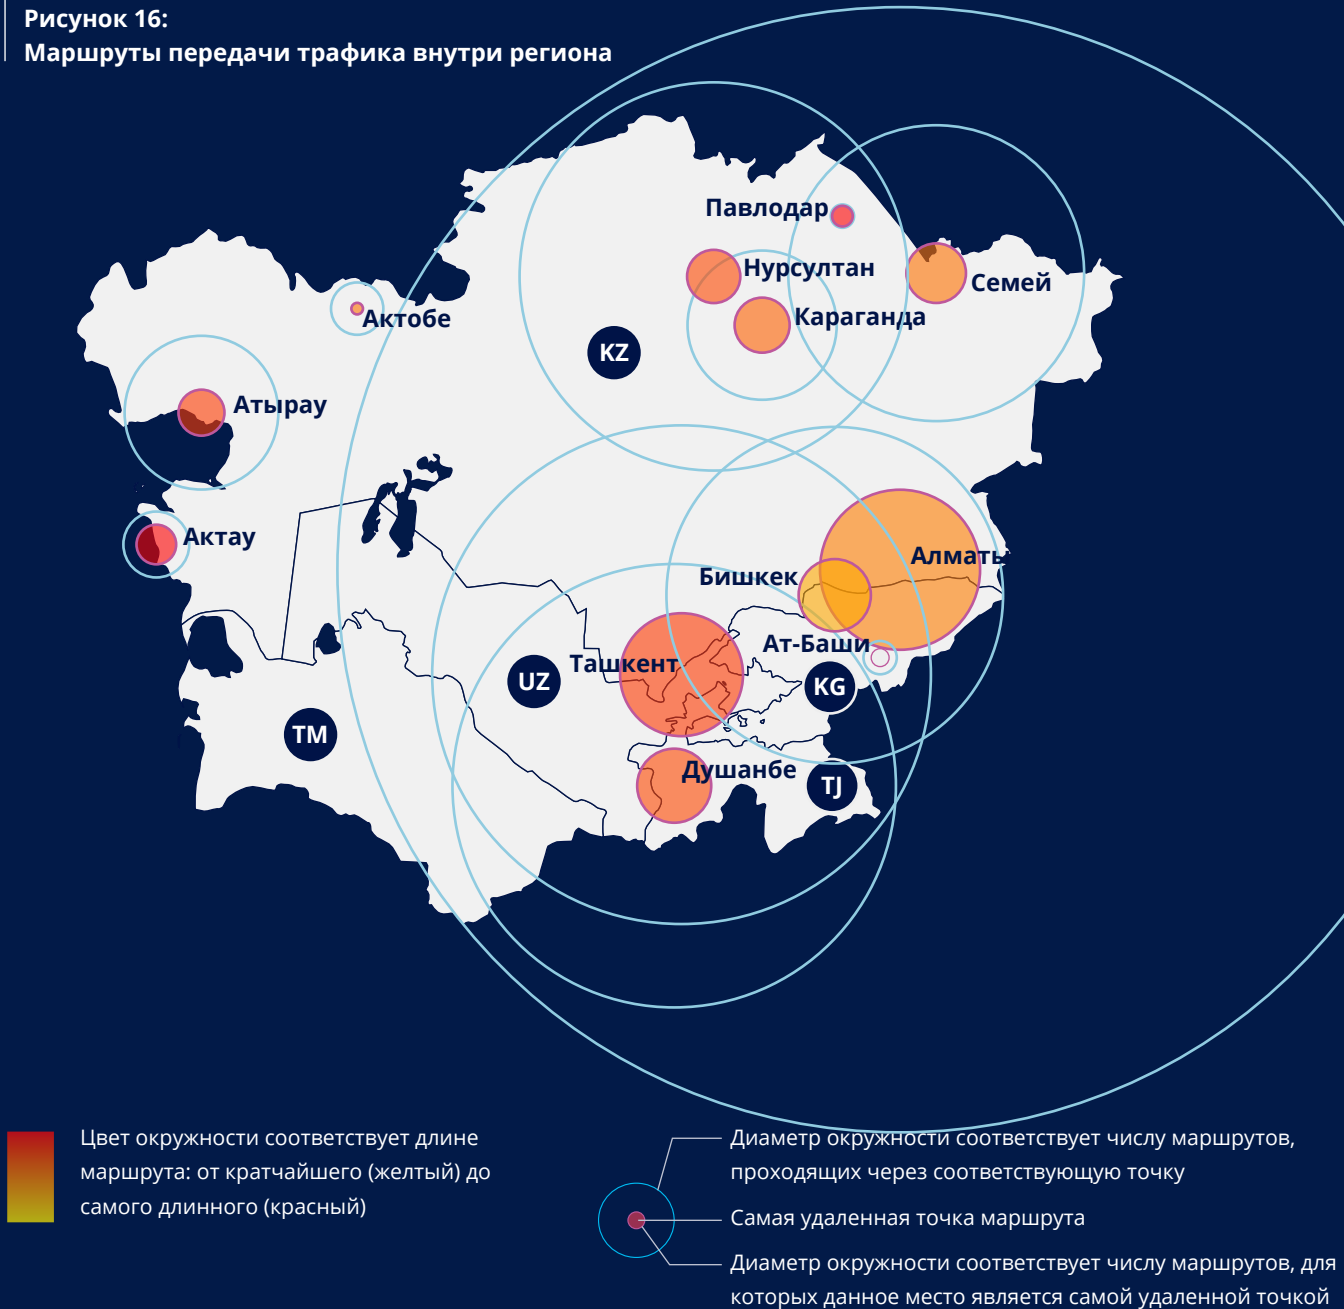 Рисунок 16:
Маршруты передачи трафика внутри региона
Павлодар
Нурсултан
Семей
Караганда
Актобе
KZ
Атырау
Актау
Алматы
Бишкек
Ат-Баши
Ташкент
UZ
KG
TM
Душанбе
TJ
Цвет окружности соответствует длине
маршрута: от кратчайшего (желтый) до
самого длинного (красный)
Диаметр окружности соответствует числу маршрутов,
проходящих через соответствующую точку
Самая удаленная точка маршрута
Диаметр окружности соответствует числу маршрутов, для
которых данное место является самой удаленной точкой